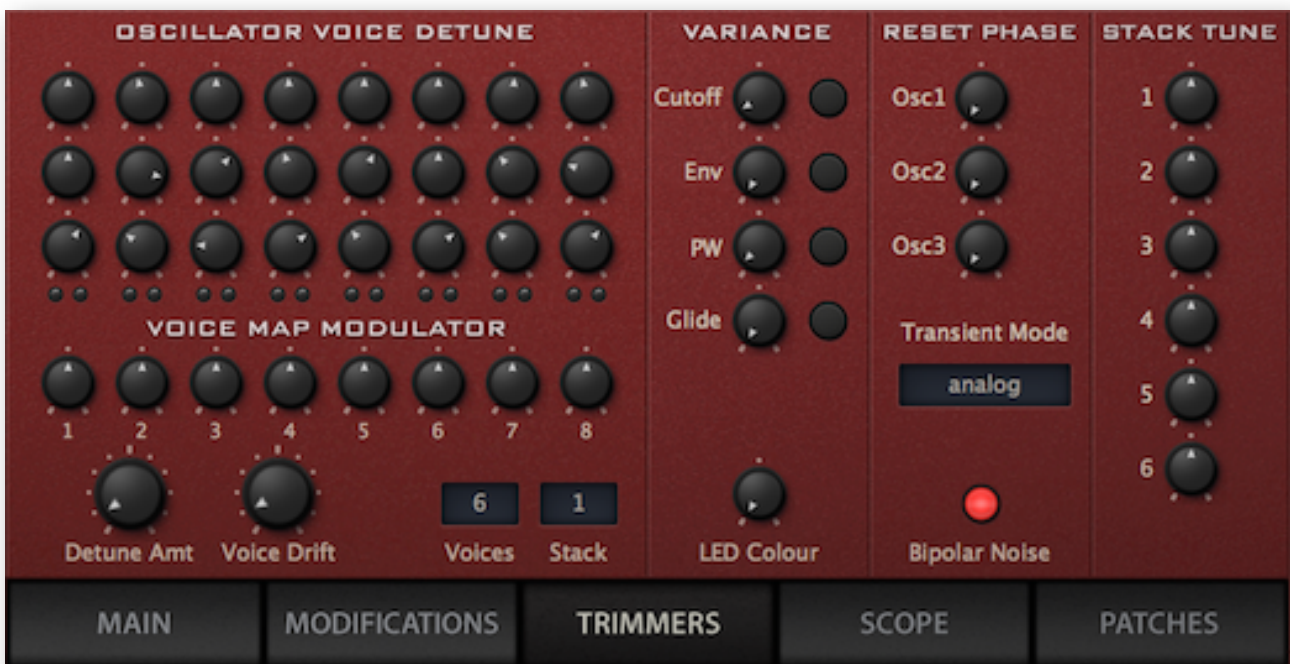 OSCILLATOR VOICE DETUNE
VOICE MAP MODULATOR
1 2 3 4 5 6 7 8
6 1
Detune Amt Voice Drift Voices Stack
VARIANCE
Cutoff
Env
PW
Glide
LED Colour
RESET PHASE
Osc1
Osc2
Osc3
Transient Mode
analog
Bipolar Noise
STACK TUNE
1
2
3
4
5
6
MAIN MODIFICATIONS TRIMMERS SCOPE PATCHES